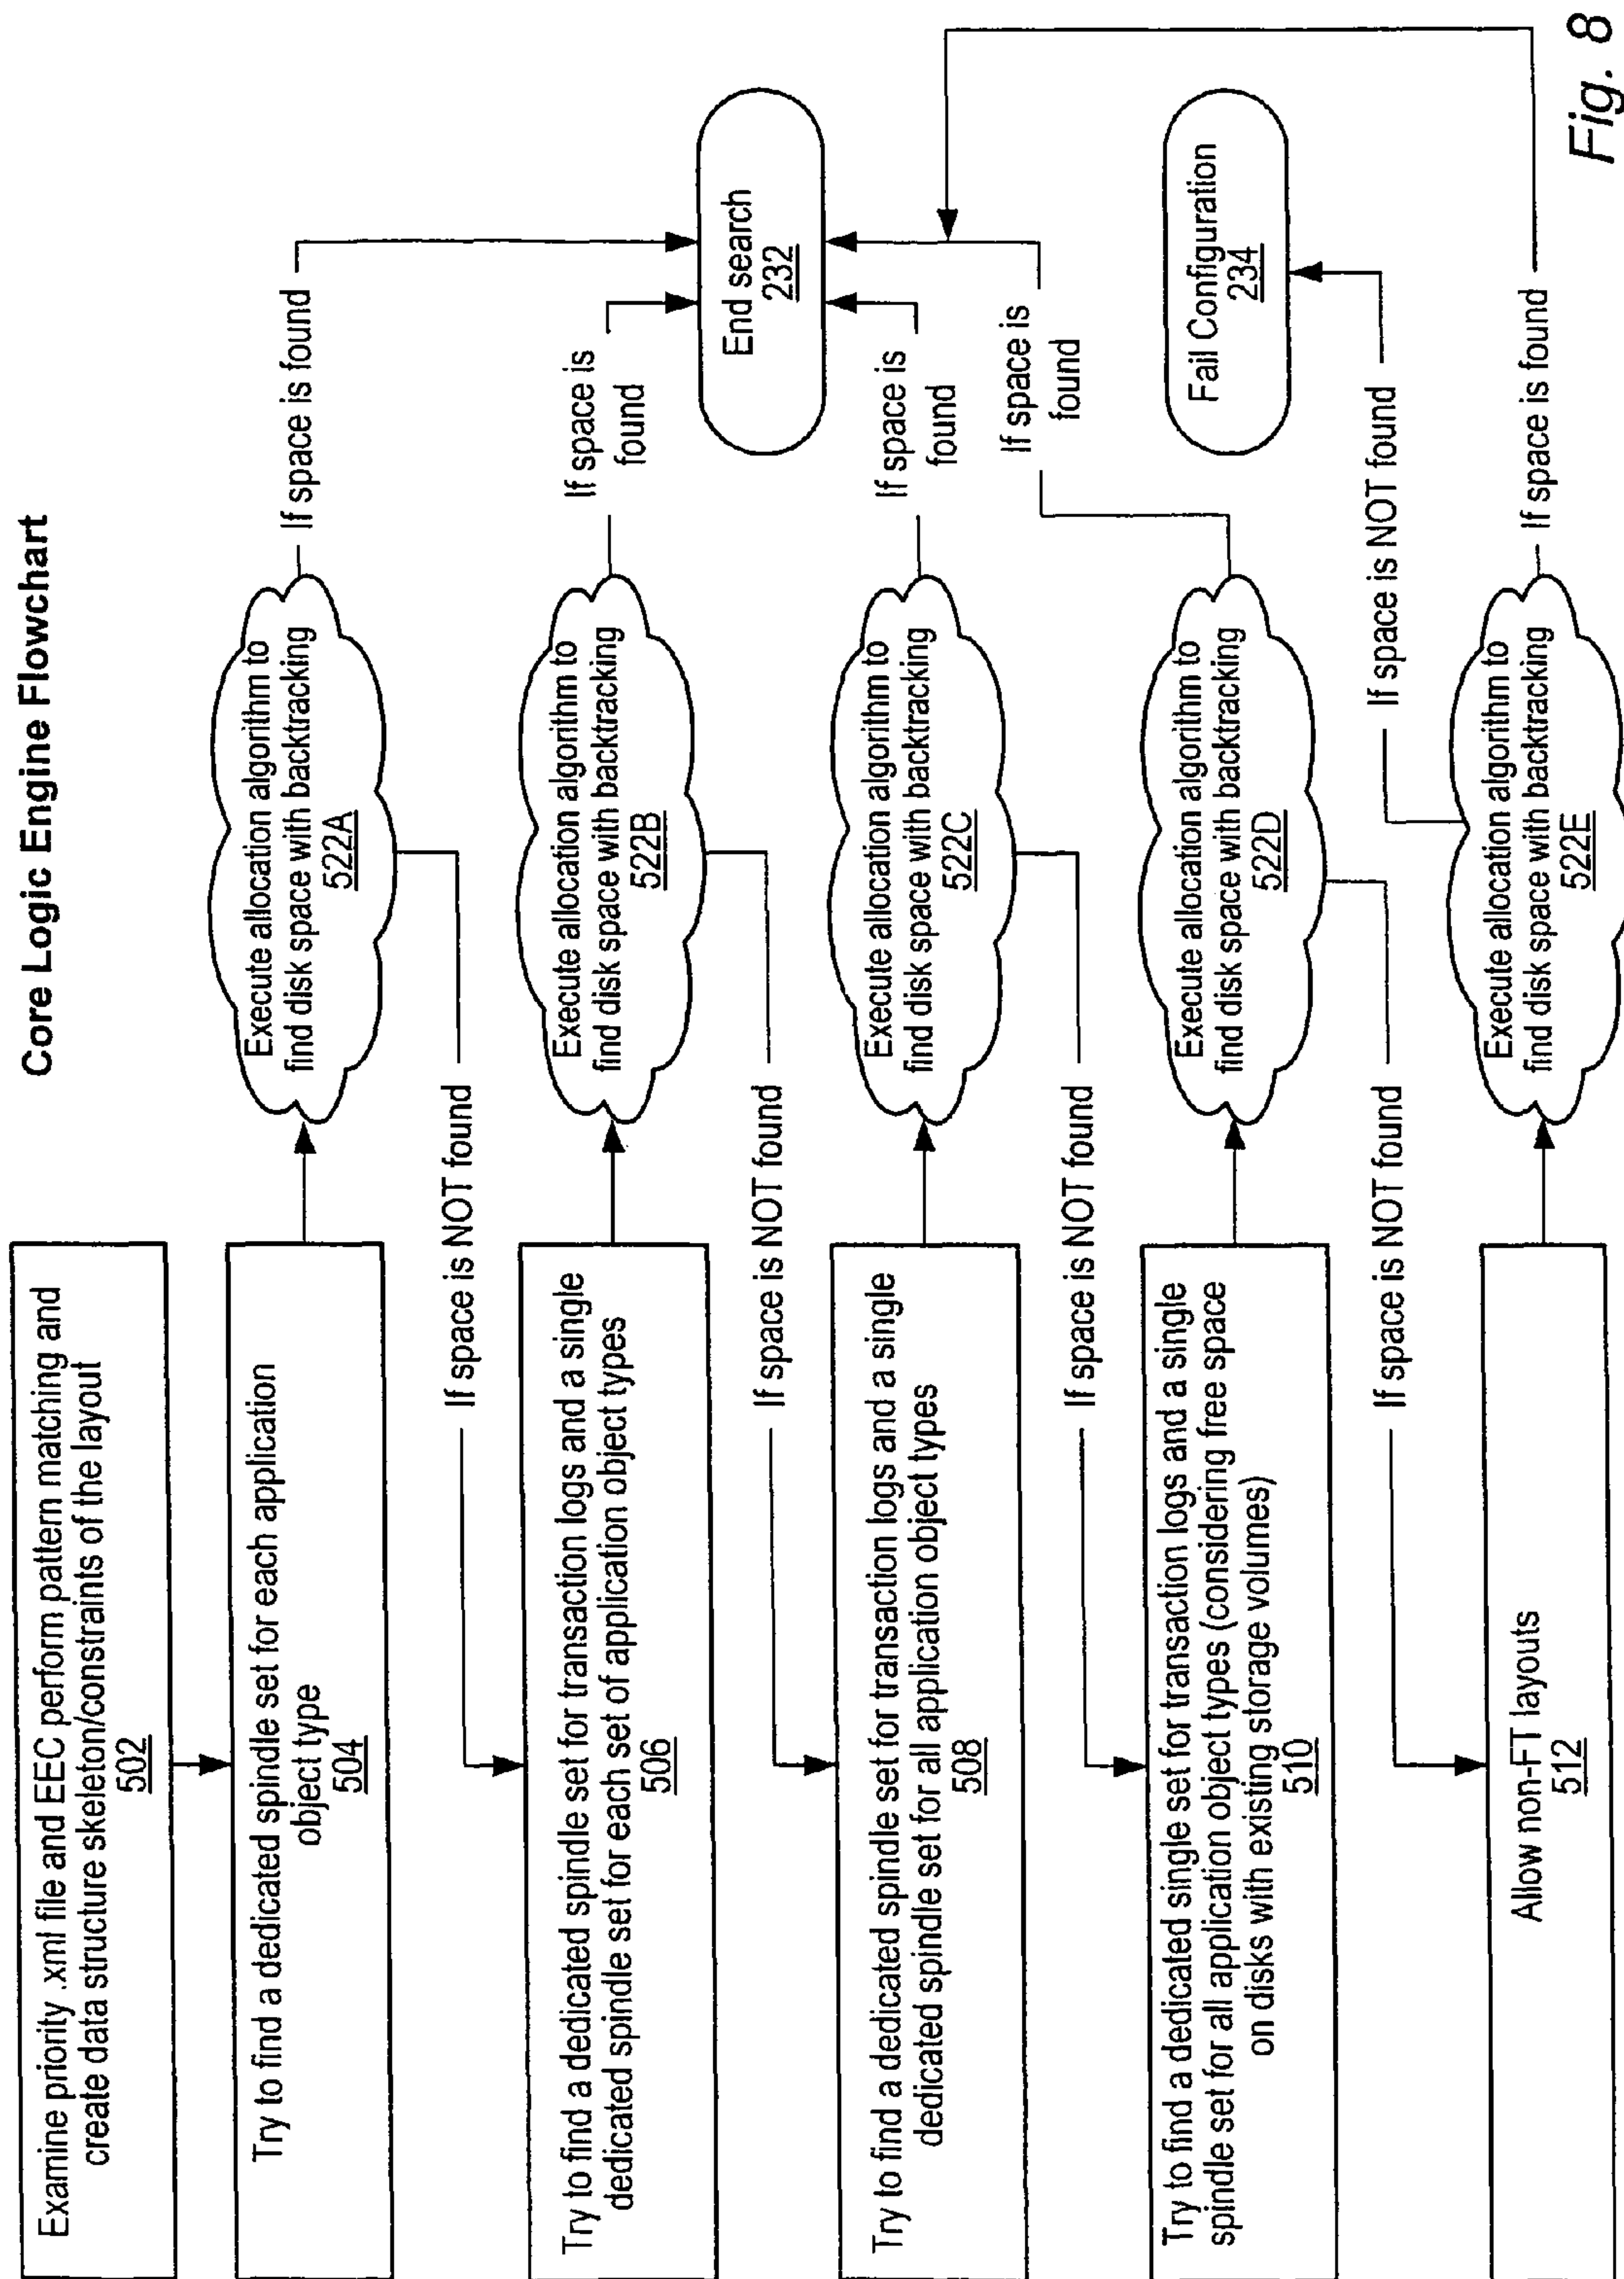 Core Logic Engine Flowchart
Examine priority .xml file and EEC perform pattern matching and
create data structure skeleton/constraints of the layout
502
Try to find a dedicated spindle set for each application
object type
504
Execute allocation algorithm to
find disk space with backtracking
522A
If space is found
If space is NOT found
Try to find a dedicated spindle set for transaction logs and a single
dedicated spindle set for each set of application object types
506
Execute allocation algorithm to
find disk space with backtracking
522B
If space is
found
End search
232
If space is NOT found
Try to find a dedicated spindle set for transaction logs and a single
dedicated spindle set for all application object types
508
Execute allocation algorithm to
find disk space with backtracking
522C
If space is
found
If space is NOT found
Try to find a dedicated single set for transaction logs and a single
spindle set for all application object types (considering free space
on disks with existing storage volumes)
510
Execute allocation algorithm to
find disk space with backtracking
522D
If space is
found
Fail Configuration
234
If space is NOT found
If space is NOT found
Allow non-FT layouts
512
Execute allocation algorithm to
find disk space with backtracking
522E
If space is found
Fig. 8